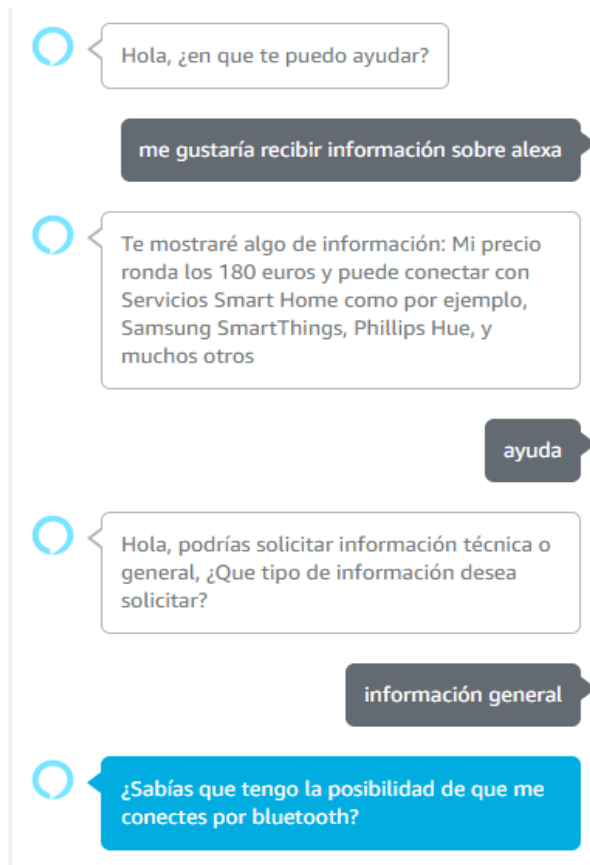 Hola, ¿en que te puedo ayudar?
me gustaría recibir información sobre alexa
Te mostraré algo de información: Mi precio
ronda los 180 euros y puede conectar con
Servicios Smart Home como por ejemplo,
Samsung SmartThings, Phillips Hue, y
muchos otros
ayuda
Hola, podrías solicitar información técnica o
general, ¿Que tipo de información desea
solicitar?
información general
¿Sabías que tengo la posibilidad de que me
conectes por bluetooth?